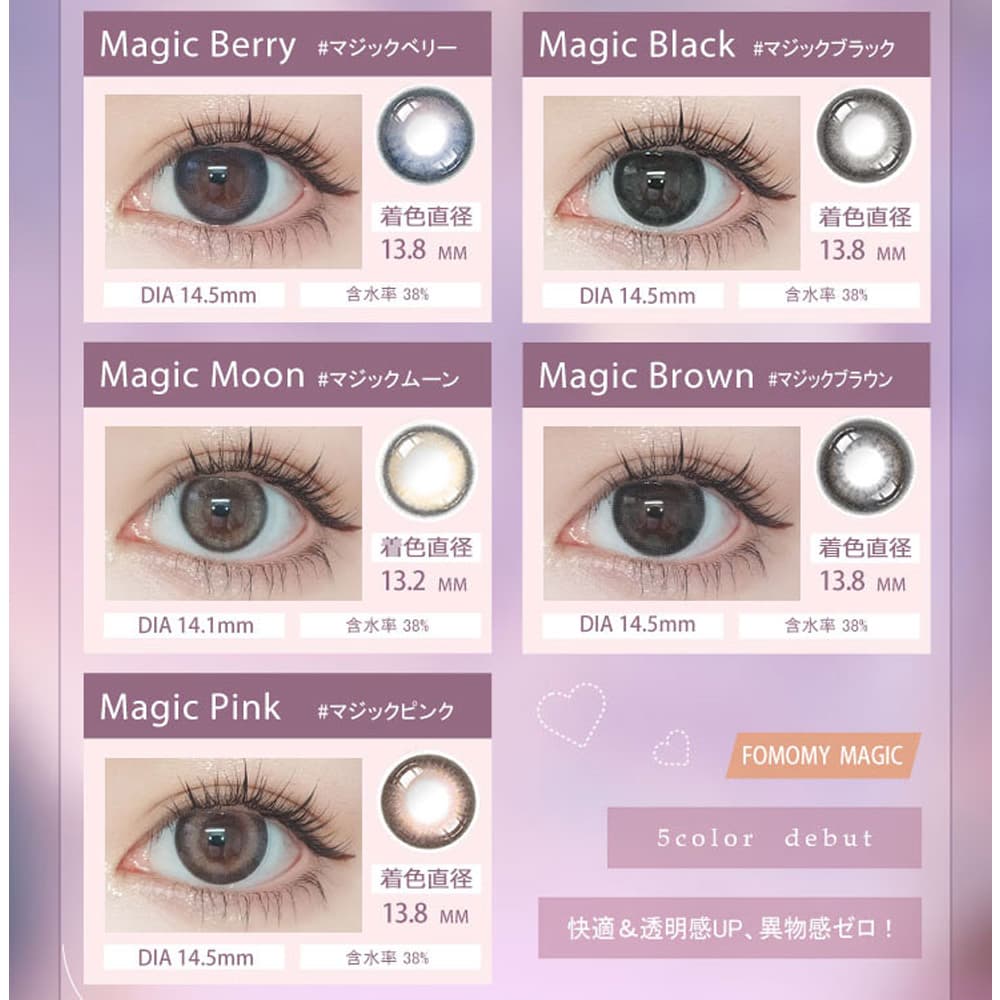 Magic Berry #マジックベリー
着色直径
13.8 MM
DIA 14.5mm 含水率 38%
Magic Black #マジックブラック
着色直径
13.8 MM
DIA 14.5mm 含水率 38%
Magic Moon #マジックムーン
着色直径
13.2 MM
DIA 14.1mm 含水率 38%
Magic Brown #マジックブラウン
着色直径
13.8 MM
DIA 14.5mm 含水率 38%
Magic Pink #マジックピンク
着色直径
13.8 MM
DIA 14.5mm 含水率 38%
FOMOMY MAGIC
5color debut
快適&透明感UP、異物感ゼロ！